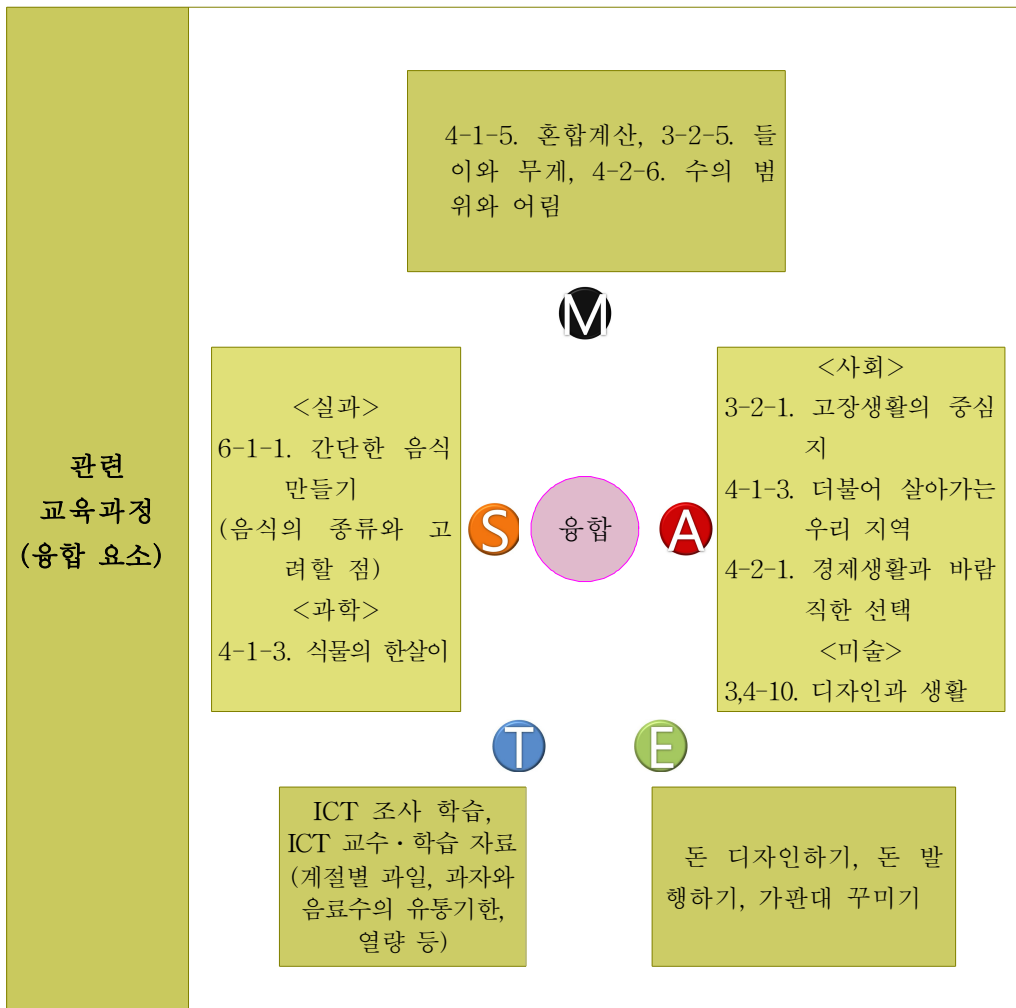 관련
교육과정
(융합 요소)
4-1-5. 혼합계산, 3-2-5. 들
이와 무게, 4-2-6. 수의 범
위와 어림
M
<실과>
6-1-1. 간단한 음식
만들기
(음식의 종류와 고
려할 점)
<과학>
4-1-3. 식물의 한살이
S
융합
A
<사회>
3-2-1. 고장생활의 중심
지
4-1-3. 더불어 살아가는
우리 지역
4-2-1. 경제생활과 바람
직한 선택
<미술>
3,4-10. 디자인과 생활
T
E
ICT 조사 학습,
ICT 교수·학습 자료
(계절별 과일, 과자와
음료수의 유통기한,
열량 등)
돈 디자인하기, 돈 발
행하기, 가판대 꾸미기